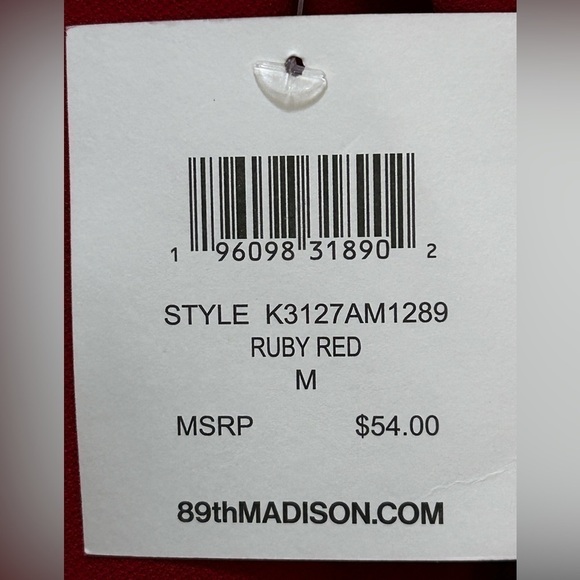 1 96098 31890 2
STYLE K3127AM1289
RUBY RED
M
MSRP $54.00
89thMADISON.COM